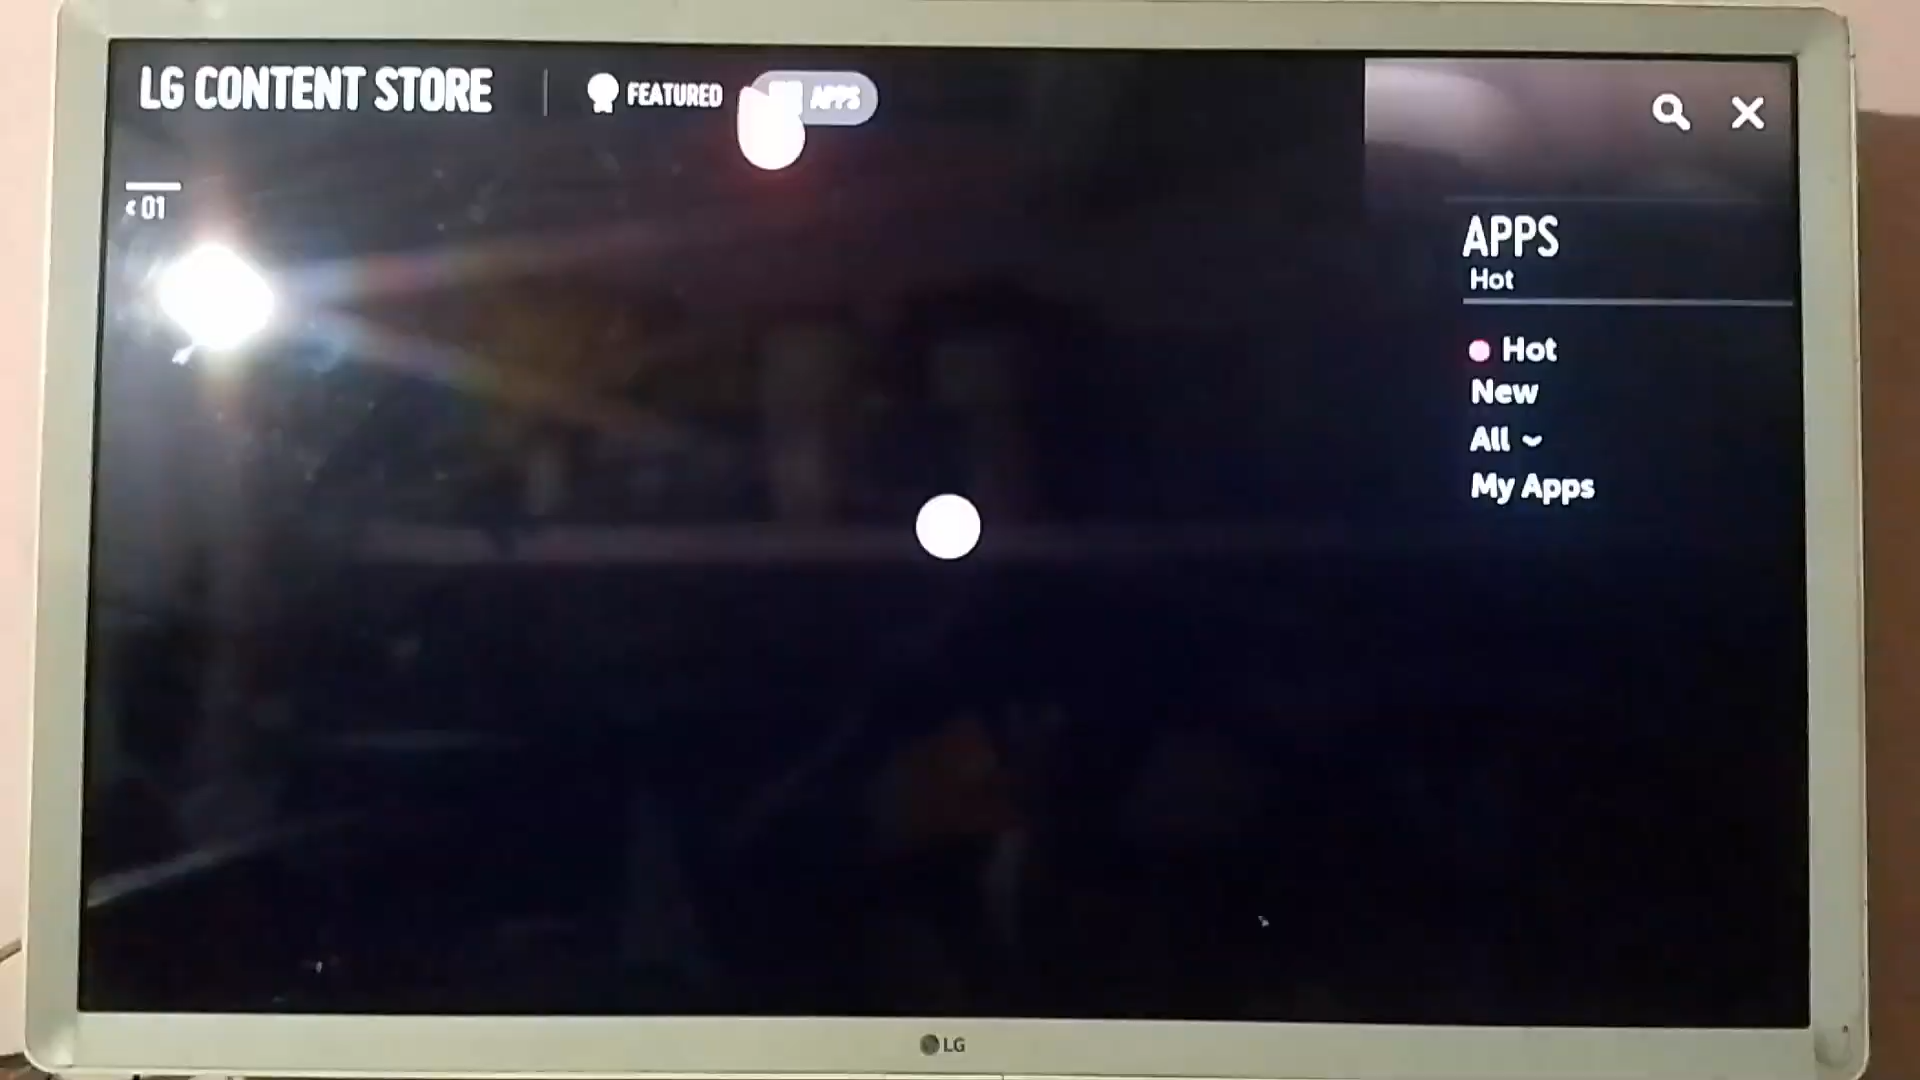 LG CONTENT STORE
FEATURED
APPS
< 01
APPS
Hot
Hot
New
All
My Apps
LG